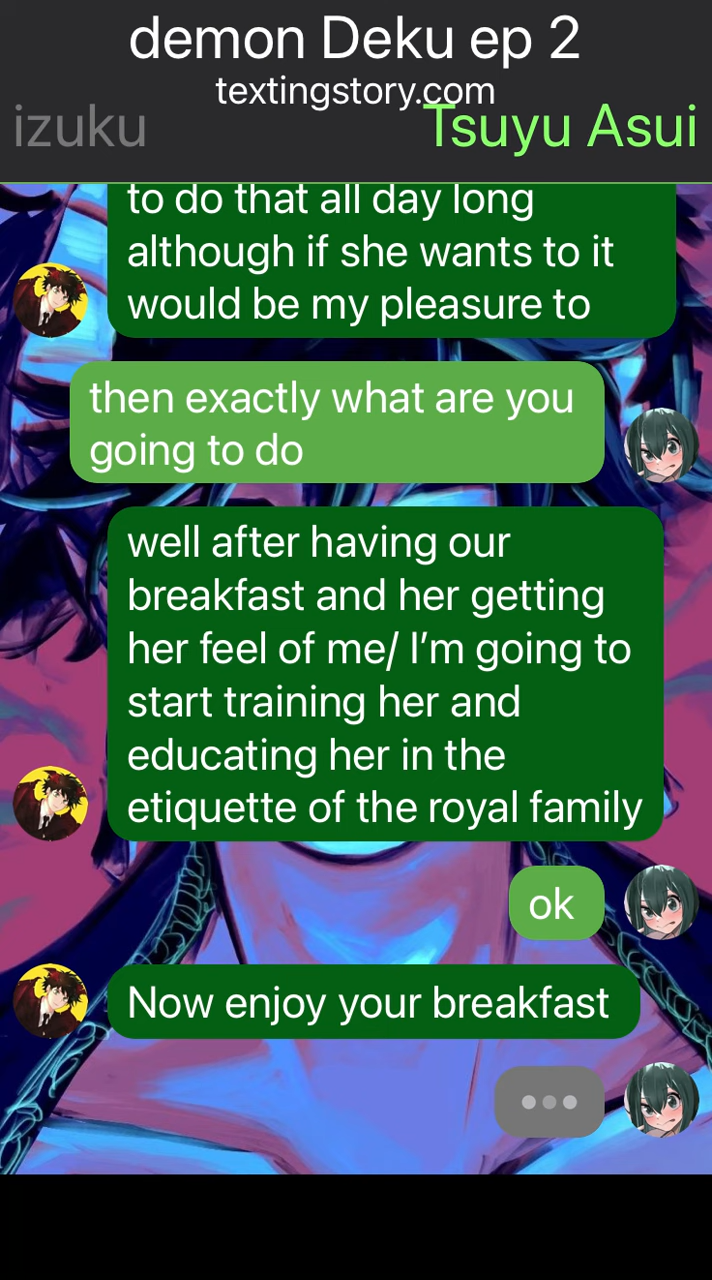 demon Deku ep 2
textingstory.com
izuku
Tsuyu Asui
to do that all day long
although if she wants to it
would be my pleasure to
then exactly what are you
going to do
well after having our
breakfast and her getting
her feel of me/ I’m going to
start training her and
educating her in the
etiquette of the royal family
ok
Now enjoy your breakfast